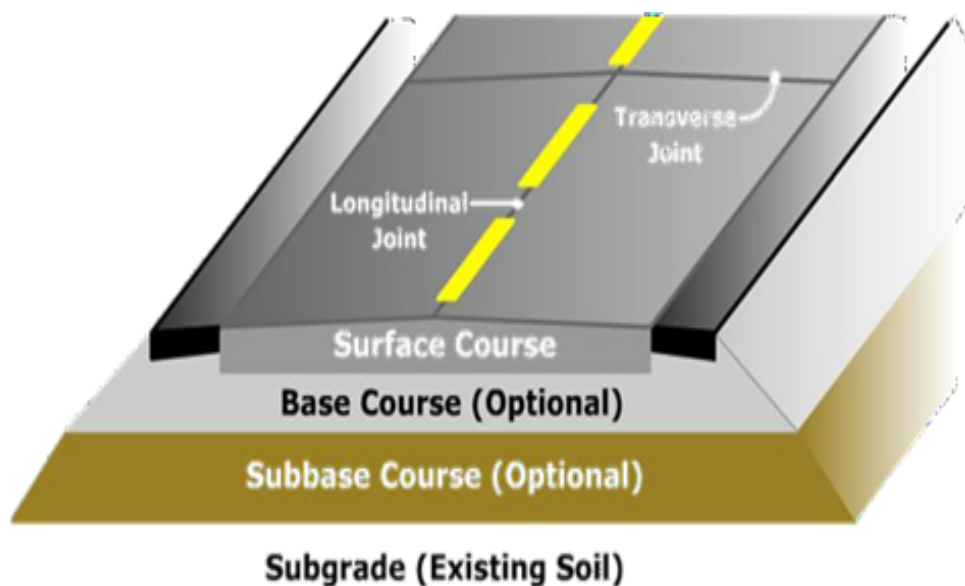 Transverse
Joint
Longitudinal
Joint
Surface Course
Base Course (Optional)
Subbase Course (Optional)
Subgrade (Existing Soil)